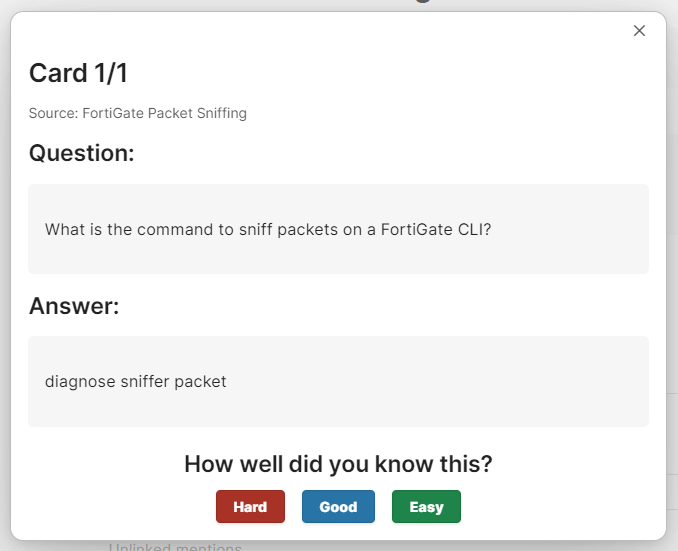 Card 1/1
Source: FortiGate Packet Sniffing
Question:
What is the command to sniff packets on a FortiGate CLI?
Answer:
diagnose sniffer packet
How well did you know this?
Hard Good Easy
Unlinked mentions